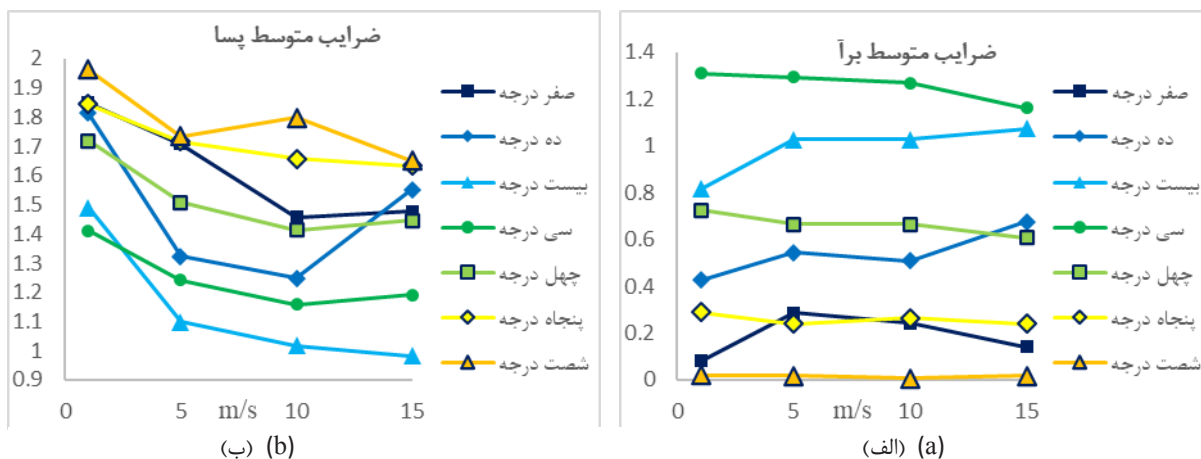 ضرایب متوسط پسا
2
1.9
1.8
1.7
1.6
1.5
1.4
1.3
1.2
1.1
1
0.9
0 5 m/s 10 15
صفر درجه
ده درجه
بیست درجه
سی درجه
چهل درجه
پنجاه درجه
شصت درجه
(b) (ب)
ضرایب متوسط برآ
1.4
1.2
1
0.8
0.6
0.4
0.2
0
0 5 m/s 10 15
صفر درجه
ده درجه
بیست درجه
سی درجه
چهل درجه
پنجاه درجه
شصت درجه
(a) (الف)